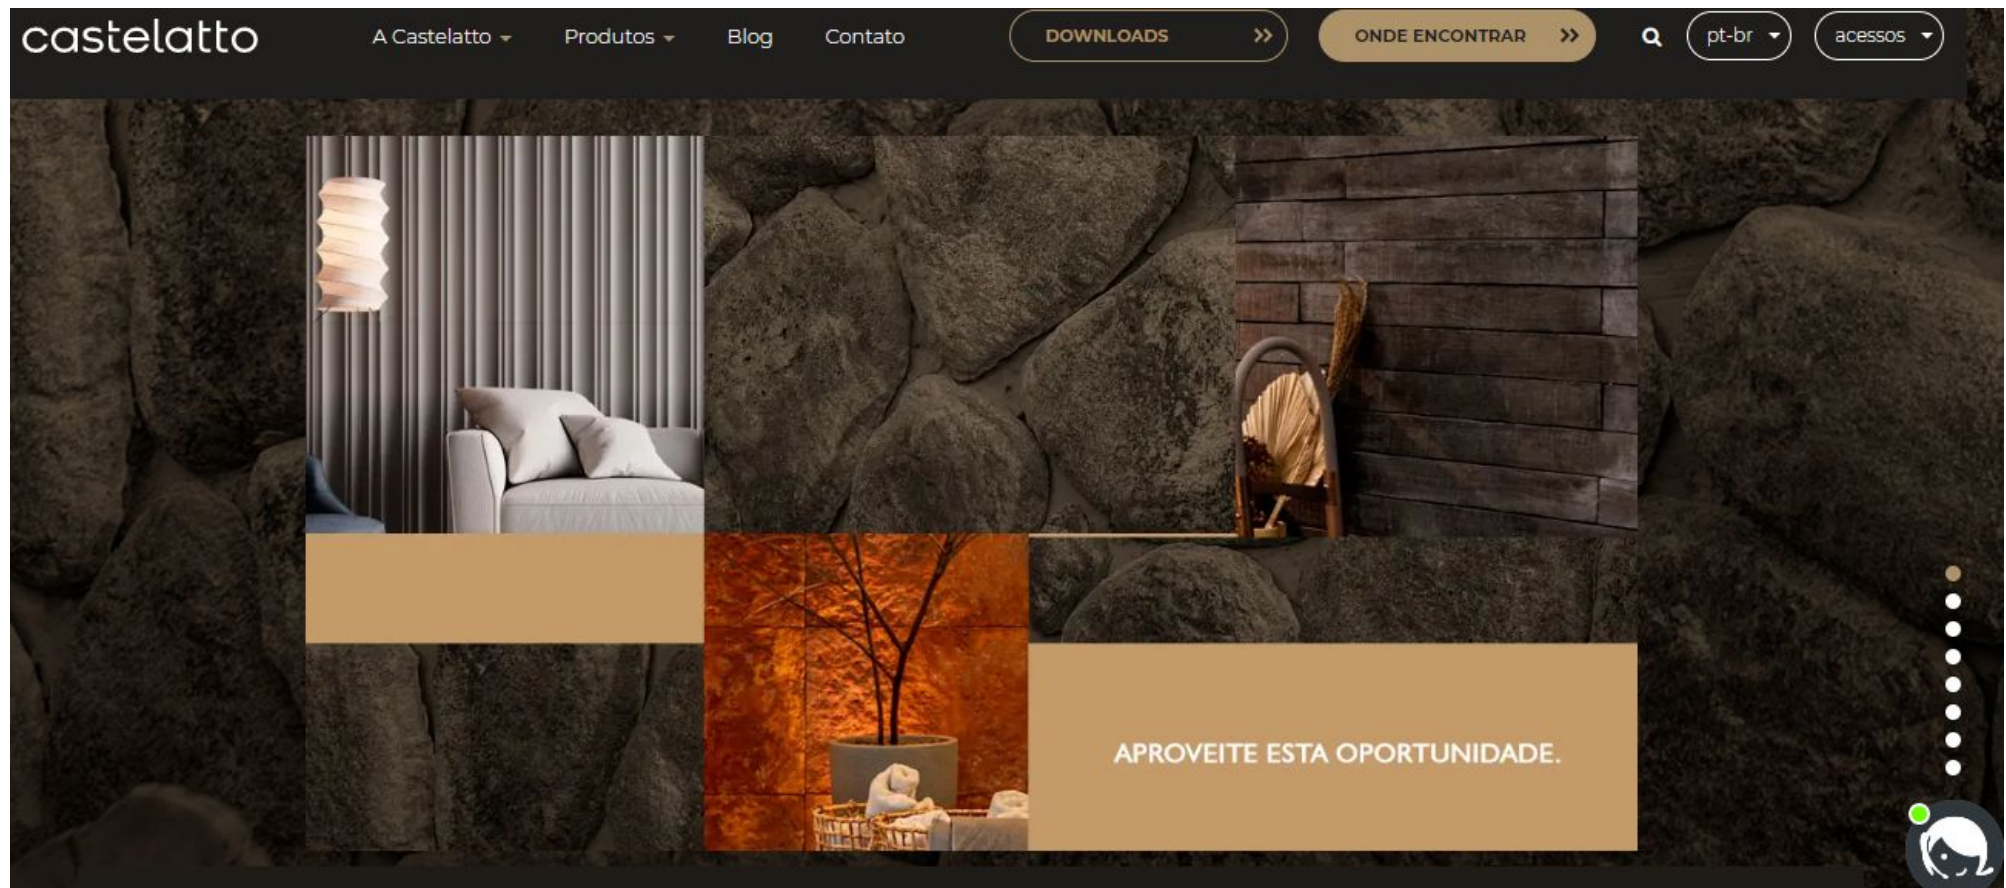 castelatto
A Castelatto
Produtos
Blog
Contato
DOWNLOADS
ONDE ENCONTRAR
pt-br
acessos
APROVEITE ESTA OPORTUNIDADE.